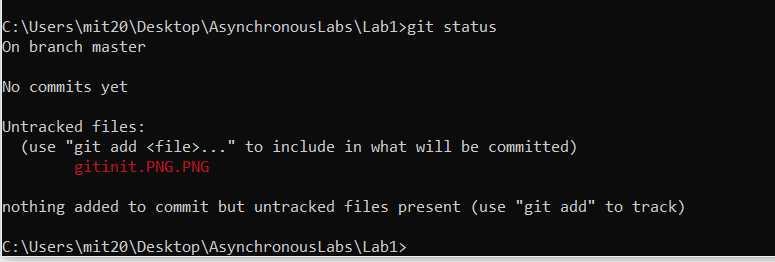 C:\Users\mit20\Desktop\AsynchronousLabs\Lab1>git status
On branch master
No commits yet
Untracked files:
(use "git add <file>..." to include in what will be committed)
gitinit.PNG.PNG
nothing added to commit but untracked files present (use "git add" to track)
C:\Users\mit20\Desktop\AsynchronousLabs\Lab1>